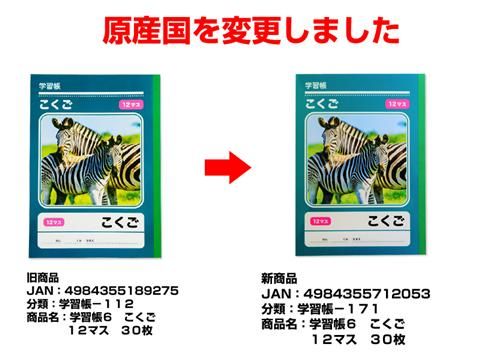 原産国を変更しました
学習帳
こくご
12マス
12マス
こくご
学習帳
こくご
12マス
12マス
こくご
旧商品
JAN:4984355189275
分類:学習帳-112
商品名:学習帳6 こくご
12マス 30枚
新商品
JAN:4984355712053
分類:学習帳-171
商品名:学習帳6 こくご
12マス 30枚